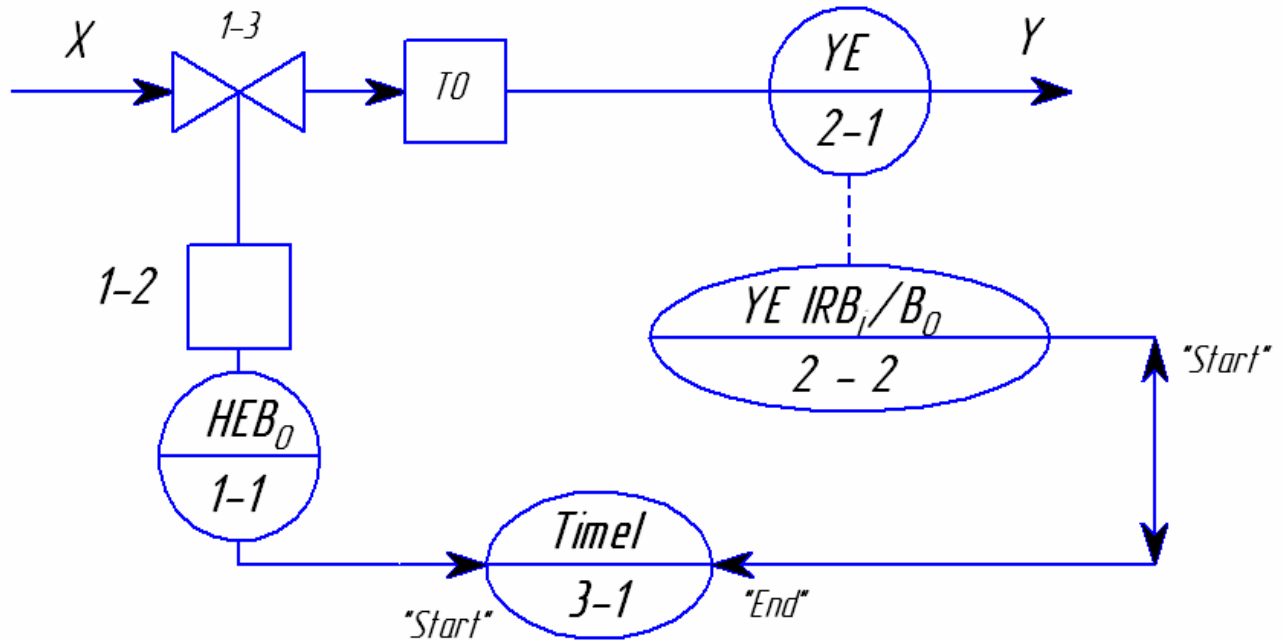 1-3
X
Y
TO
YE
2-1
1-2
YE IRBi/B0
2 - 2
"Start"
HEB0
1-1
TimeI
3-1
"Start"
"End"